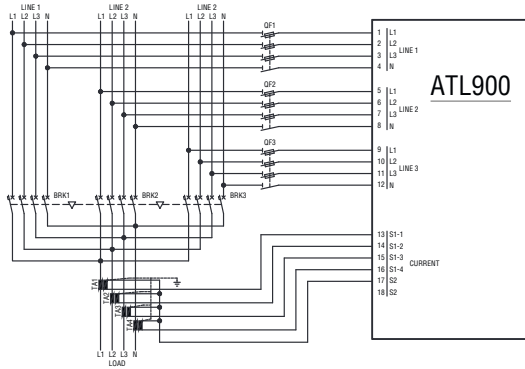 LINE 1 LINE 2 LINE 2
L1 L2 L3 N L1 L2 L3 N L1 L2 L3 N
QF1
1 L1
2 L2
3 L3
4 N
LINE 1
ATL900
QF2
5 L1
6 L2
7 L3
8 N
LINE 2
QF3
9 L1
10 L2
11 L3
12 N
LINE 3
BRK1 BRK2 BRK3
13 S1-1
14 S1-2
15 S1-3
16 S1-4
17 S2
18 S2
CURRENT
TA1
TA2
TA3
TA4
L1 L2 L3 N
LOAD